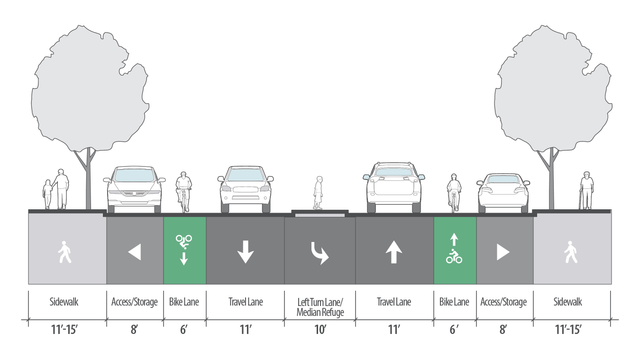 Sidewalk Access/Storage Bike Lane Travel Lane Left Turn Lane/ Travel Lane Bike Lane Access/Storage Sidewalk
Median Refuge
11'-15' 8' 6' 11' 10' 11' 6' 8' 11'-15'